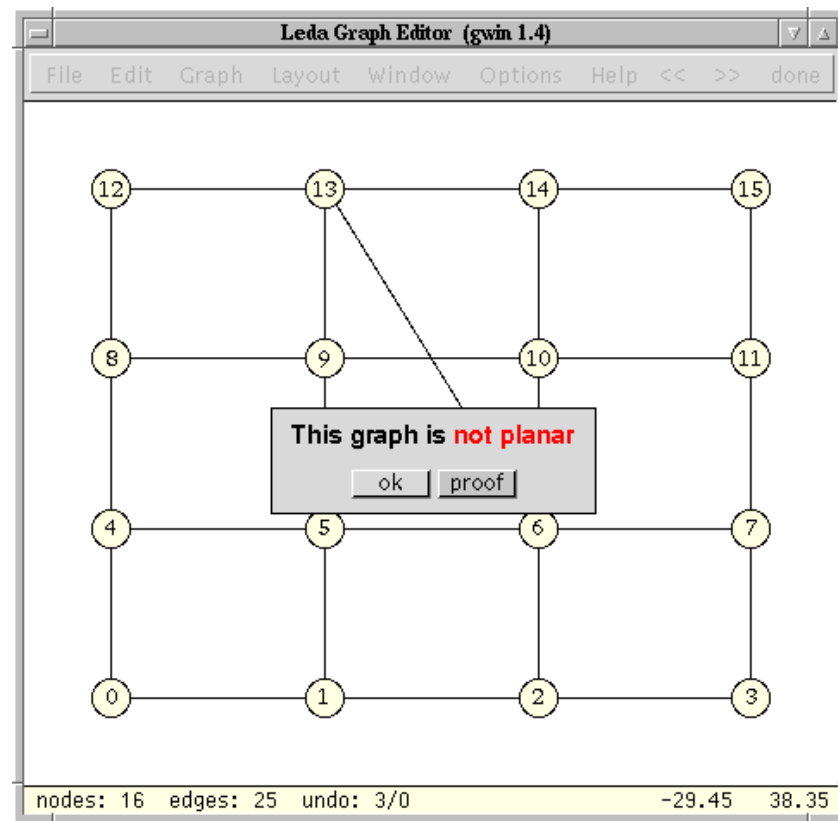 Leda Graph Editor (gwin 1.4)
File Edit Graph Layout Window Options Help << >> done
12 13 14 15
8 9 10 11
This graph is not planar
ok proof
4 5 6 7
0 1 2 3
nodes: 16 edges: 25 undo: 3/0 -29.45 38.35